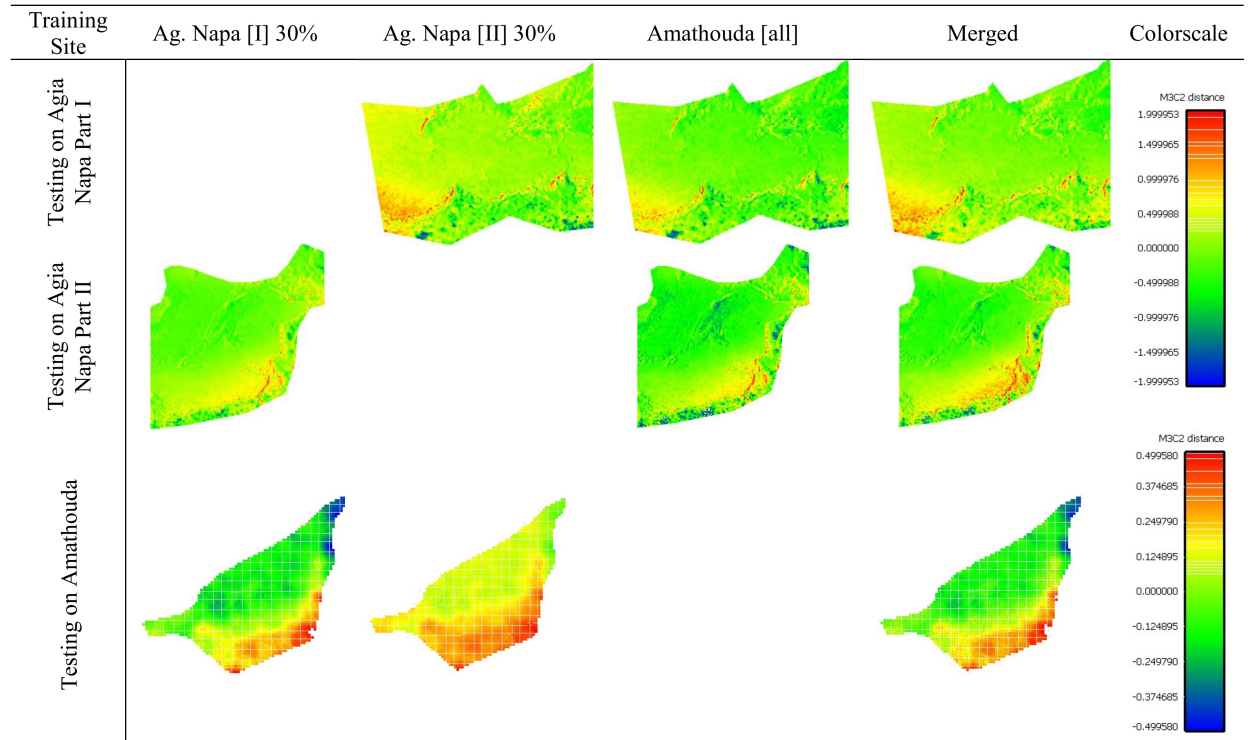 Training Site
Ag. Napa [I] 30%
Ag. Napa [II] 30%
Amathouda [all]
Merged
Colorscale
Testing on Agia
Napa Part I
M3C2 distance
1.999953
1.499965
0.999976
0.499988
0.000000
-0.499988
-0.999976
-1.499965
-1.999953
Testing on Agia
Napa Part II
Testing on Amathouda
M3C2 distance
0.499580
0.374685
0.249790
0.124895
0.000000
-0.124895
-0.249790
-0.374685
-0.499580